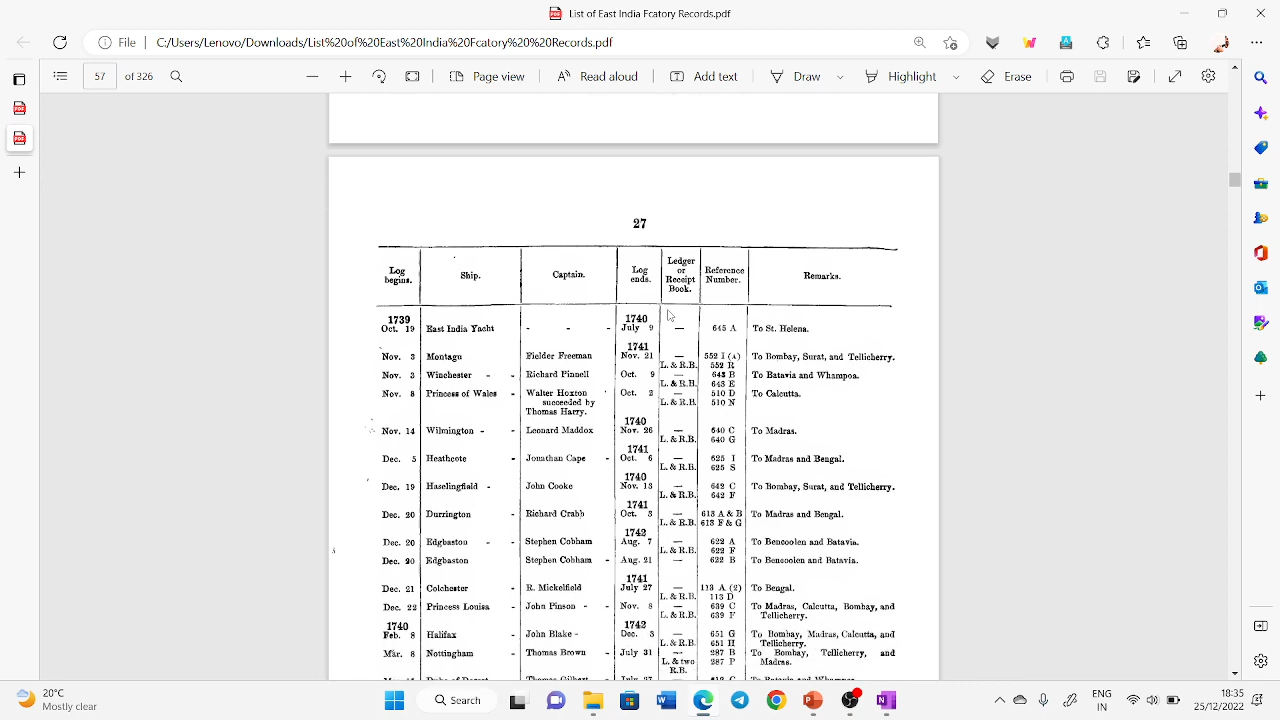 List of East India Fcatory Records.pdf
File C:/Users/Lenovo/Downloads/List%20of%20East%20India%20Fcatory%20%20Records.pdf
57 of 326 Page view Read aloud Add text Draw Highlight Erase
27
Log begins. Ship. Captain. Log ends. Ledger or Receipt Book. Reference Number. Remarks.
1739 1740
Oct. 19 East India Yacht - - - July 9 — 645 A To St. Helena.
1741
Nov. 3 Montagu Fielder Freeman Nov. 21 — 552 I (A) To Bombay, Surat, and Tellicherry.
L. & R.B. 552 R
Nov. 3 Winchester - - Richard Pinnell Oct. 9 — 643 B To Batavia and Whampoa.
L. & R.B. 643 E
Nov. 8 Princess of Wales - Walter Hoxton Oct. 2 — 510 D To Calcutta.
succeeded by L. & R.B. 510 N
Thomas Harry.
1740
Nov. 14 Wilmington - - Leonard Maddox Nov. 26 — 640 C To Madras.
L. & R.B. 640 G
1741
Dec. 5 Heathcote - Jonathan Cape - Oct. 6 — 625 I To Madras and Bengal.
L. & R.B. 625 S
1740
Dec. 19 Haselingfield - John Cooke - Nov. 13 — 642 C To Bombay, Surat, and Tellicherry.
L. & R.B. 642 F
1741
Dec. 20 Durrington - Richard Crabb - Oct. 3 — 613 A & B To Madras and Bengal.
L. & R.B. 613 F & G
1742
Dec. 20 Edgbaston - - Stephen Cobham Aug. 7 — 622 A To Bencoolen and Batavia.
L. & R.B. 622 F
Dec. 20 Edgbaston - Stephen Cobham - Aug. 21 — 622 B To Bencoolen and Batavia.
1741
Dec. 21 Colchester - R. Mickelfield - July 27 — 113 A (2) To Bengal.
L. & R.B. 113 D
Dec. 22 Princess Louisa - John Pinson - - Nov. 8 — 639 C To Madras, Calcutta, Bombay, and
L. & R.B. 639 F Tellicherry.
1740 1742
Feb. 8 Halifax - John Blake - Dec. 3 — 651 G To Bombay, Madras, Calcutta, and
L. & R.B. 651 H Tellicherry.
Mar. 6 Nottingham - Thomas Brown - July 31 — 287 B To Bombay, Tellicherry, and
L. & two 287 P Madras.
R.B.
20°C
Mostly clear
Search
ENG
IN
18:35
25/12/2022